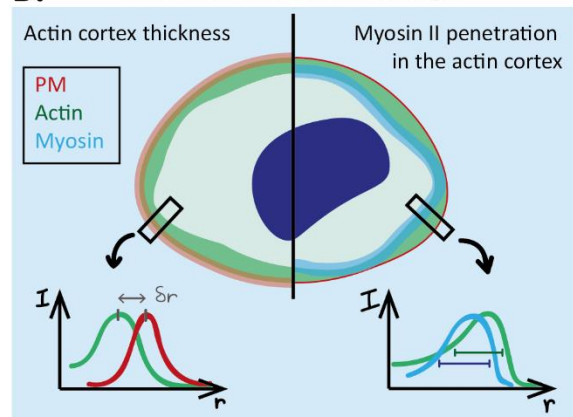 Actin cortex thickness
Myosin II penetration
in the actin cortex
PM
Actin
Myosin
I
δr
r
I
r